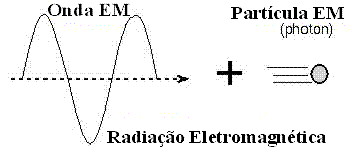 Onda EM
Partícula EM
(photon)
+
Radiação Eletromagnética